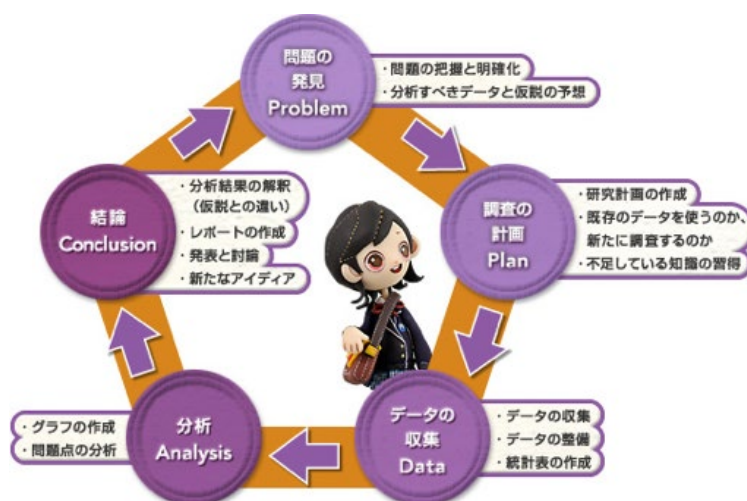 問題の
発見
Problem
・問題の把握と明確化
・分析すべきデータと仮説の予想
調査の
計画
Plan
・研究計画の作成
・既存のデータを使うのか、
新たに調査するのか
・不足している知識の習得
データの
収集
Data
・データの収集
・データの整備
・統計表の作成
分析
Analysis
・グラフの作成
・問題点の分析
結論
Conclusion
・分析結果の解釈
（仮説との違い）
・レポートの作成
・発表と討論
・新たなアイディア